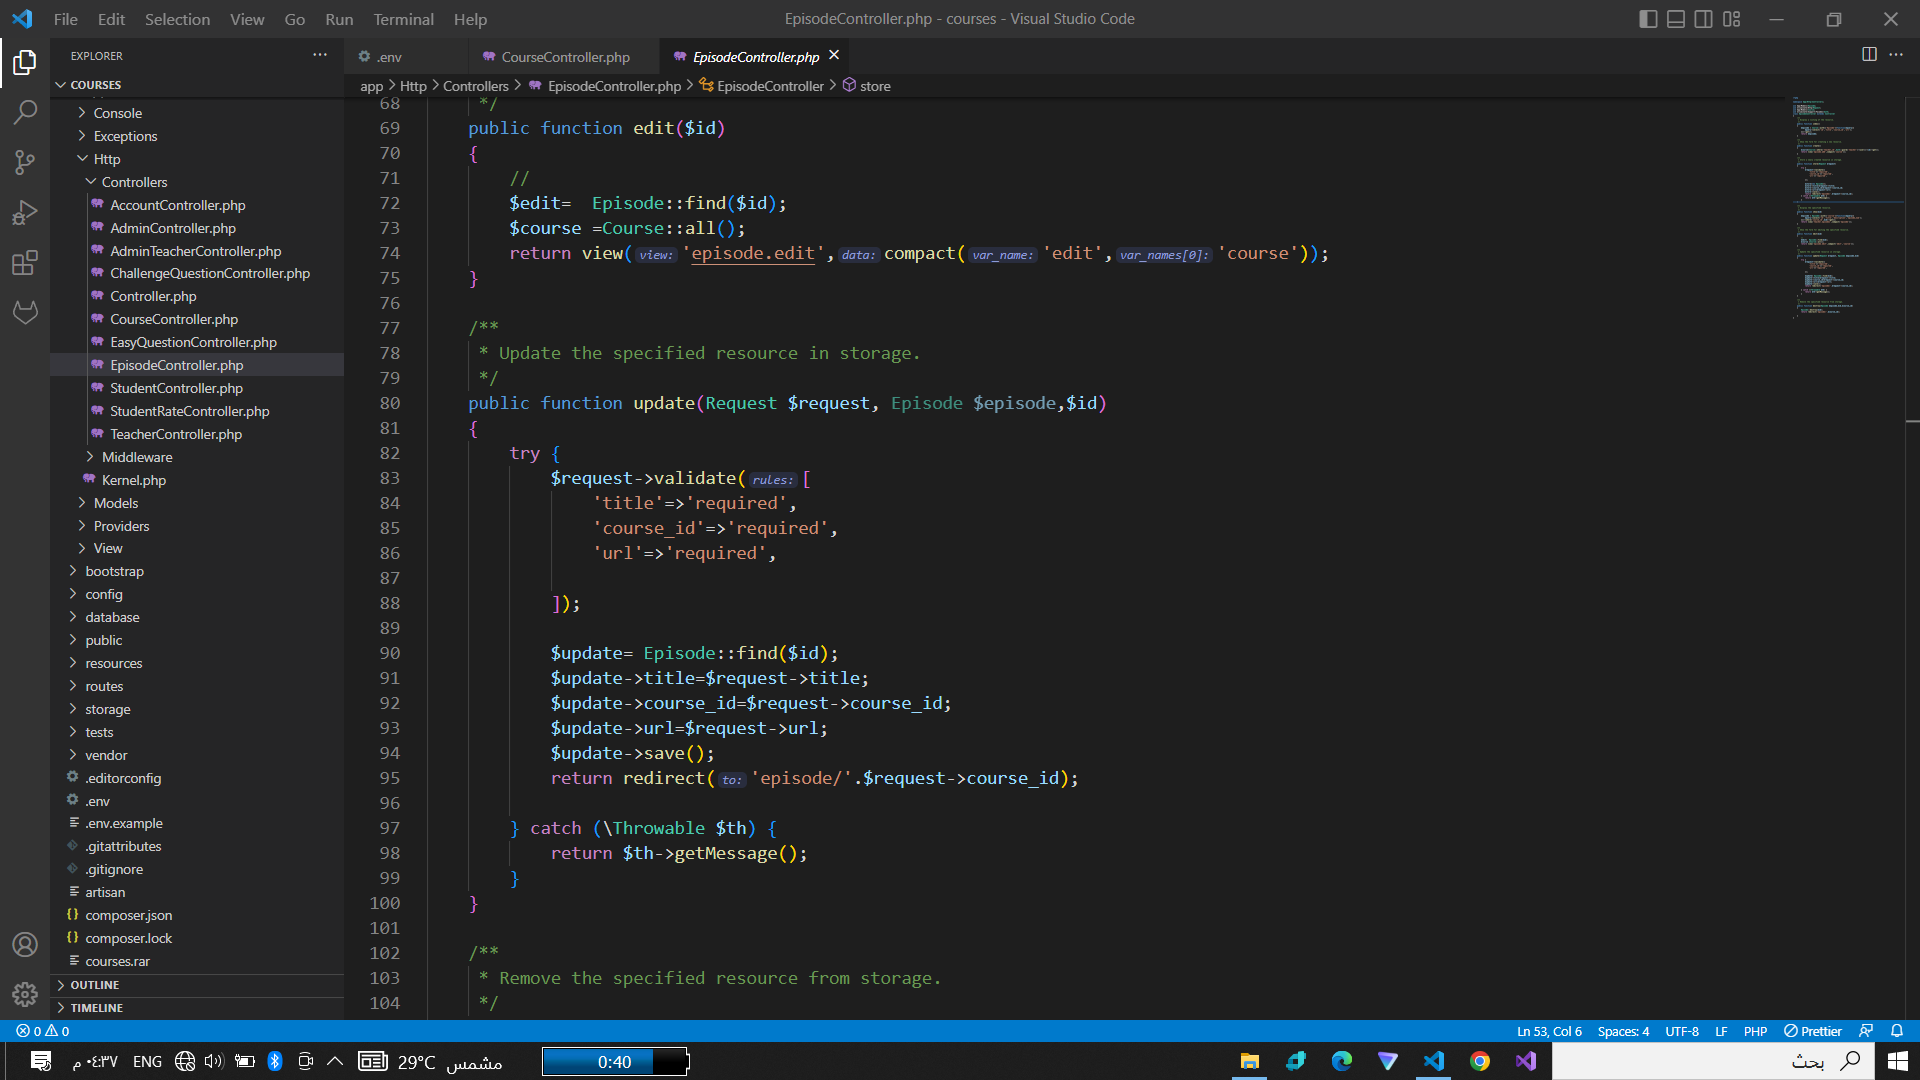 File Edit Selection View Go Run Terminal Help
EpisodeController.php - courses - Visual Studio Code
EXPLORER
.env
CourseController.php
EpisodeController.php
COURSES
app > Http > Controllers > EpisodeController.php > EpisodeController > store
Console
Exceptions
Http
Controllers
AccountController.php
AdminController.php
AdminTeacherController.php
ChallengeQuestionController.php
Controller.php
CourseController.php
EasyQuestionController.php
EpisodeController.php
StudentController.php
StudentRateController.php
TeacherController.php
Middleware
Kernel.php
Models
Providers
View
bootstrap
config
database
public
resources
routes
storage
tests
vendor
.editorconfig
.env
.env.example
.gitattributes
.gitignore
artisan
composer.json
composer.lock
courses.rar
OUTLINE
TIMELINE
68 */
69 public function edit($id)
70 {
71 //
72 $edit=  Episode::find($id);
73 $course =Course::all();
74 return view(view: 'episode.edit',data: compact(var_name: 'edit',var_names[0]: 'course'));
75 }
76
77 /**
78 * Update the specified resource in storage.
79 */
80 public function update(Request $request, Episode $episode,$id)
81 {
82 try {
83 $request->validate(rules: [
84 'title'=>'required',
85 'course_id'=>'required',
86 'url'=>'required',
87
88 ]);
89
90 $update= Episode::find($id);
91 $update->title=$request->title;
92 $update->course_id=$request->course_id;
93 $update->url=$request->url;
94 $update->save();
95 return redirect(to: 'episode/'.$request->course_id);
96
97 } catch (\Throwable $th) {
98 return $th->getMessage();
99 }
100 }
101
102 /**
103 * Remove the specified resource from storage.
104 */
0 0
Ln 53, Col 6 Spaces: 4 UTF-8 LF PHP Prettier
٠٤:٣٧ م ENG 29°C مشمس 0:40 بحث